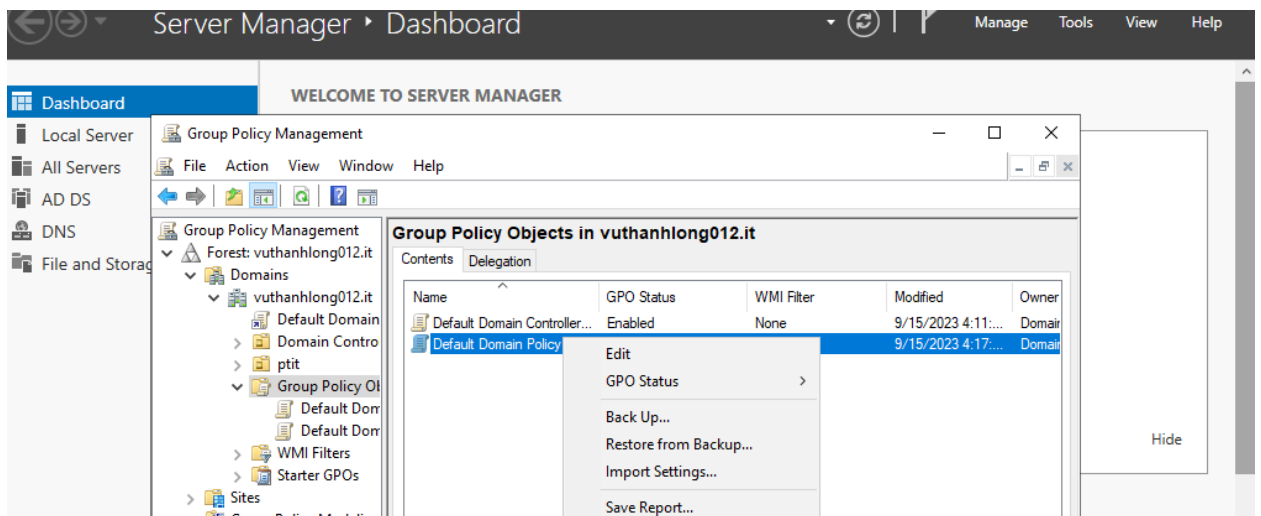 Server Manager ‣ Dashboard
Manage Tools View Help
Dashboard
Local Server
All Servers
AD DS
DNS
File and Storag
WELCOME TO SERVER MANAGER
Group Policy Management
File Action View Window Help
Group Policy Management
Forest: vuthanhlong012.it
Domains
vuthanhlong012.it
Default Domain
Domain Contro
ptit
Group Policy Ob
Default Dom
Default Dom
WMI Filters
Starter GPOs
Sites
Group Policy Objects in vuthanhlong012.it
Contents Delegation
Name GPO Status WMI Filter Modified Owner
Default Domain Controller... Enabled None 9/15/2023 4:11:... Domain
Default Domain Policy 9/15/2023 4:17:... Domain
Edit
GPO Status
Back Up...
Restore from Backup...
Import Settings...
Save Report...
Hide